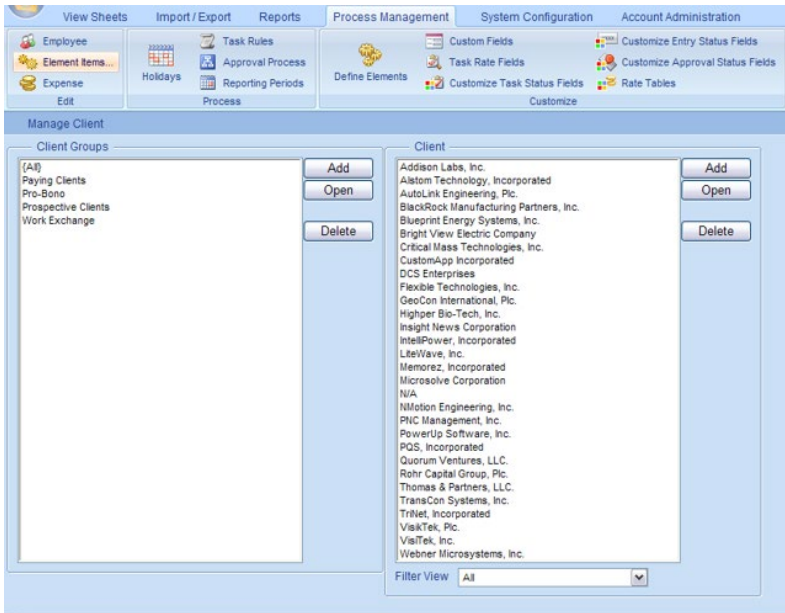 View Sheets Import / Export Reports Process Management System Configuration Account Administration
Employee
Element Items...
Expense
Edit
Holidays
Task Rules
Approval Process
Reporting Periods
Process
Define Elements
Custom Fields
Task Rate Fields
Customize Task Status Fields
Customize Entry Status Fields
Customize Approval Status Fields
Rate Tables
Customize
Manage Client
Client Groups
{All}
Paying Clients
Pro-Bono
Prospective Clients
Work Exchange
Add
Open
Delete
Client
Addison Labs, Inc.
Alstom Technology, Incorporated
AutoLink Engineering, Plc.
BlackRock Manufacturing Partners, Inc.
Blueprint Energy Systems, Inc.
Bright View Electric Company
Critical Mass Technologies, Inc.
CustomApp Incorporated
DCS Enterprises
Flexible Technologies, Inc.
GeoCon International, Plc.
Highper Bio-Tech, Inc.
Insight News Corporation
IntelliPower, Incorporated
LiteWave, Inc.
Memorez, Incorporated
Microsolve Corporation
N/A
NMotion Engineering, Inc.
PNC Management, Inc.
PowerUp Software, Inc.
PQS, Incorporated
Quorum Ventures, LLC.
Rohr Capital Group, Plc.
Thomas & Partners, LLC.
TransCon Systems, Inc.
TriNet, Incorporated
VisikTek, Plc.
VisiTek, Inc.
Webner Microsystems, Inc.
Add
Open
Delete
Filter View All